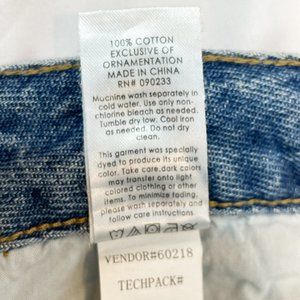 100% COTTON
EXCLUSIVE OF
ORNAMENTATION
MADE IN CHINA
RN# 090233
Mucnine wash separately in
cold water. Use only non-
chlorine bleach as needed.
Tumble dry low. Cool iron
as needed. Do not dry
clean.
This garment was specially
dyed to produce its unique
color. Take care, dark colors
may transfer onto light
colored clothing or other
items. To minimize fading,
please wash separately and
follow care instructions.
VENDOR#60218
TECHPACK#